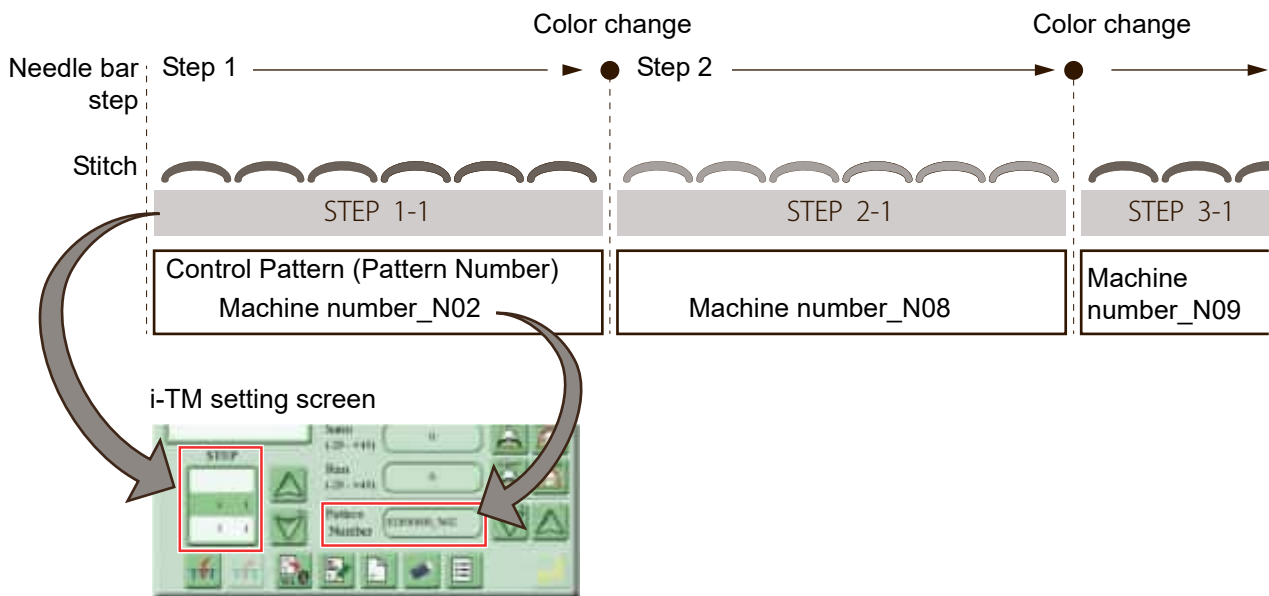 Color change
Color change
Needle bar
step
Step 1
Step 2
Stitch
STEP 1-1
STEP 2-1
STEP 3-1
Control Pattern (Pattern Number)
Machine number_N02
Machine number_N08
Machine
number_N09
i-TM setting screen
STEP
Pattern
Number